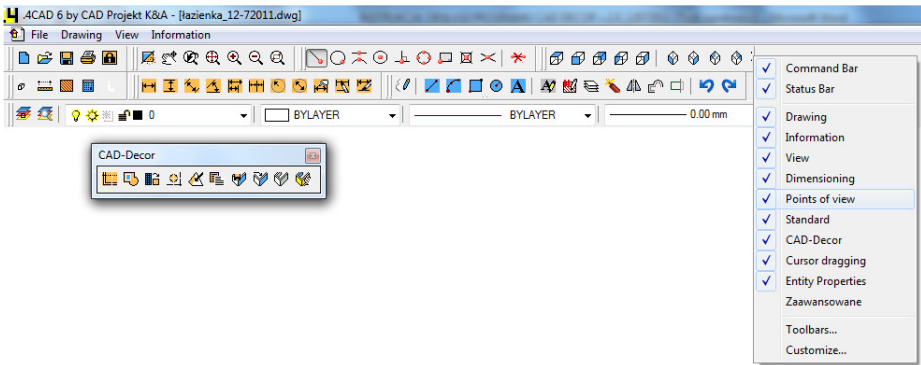 .4CAD 6 by CAD Projekt K&A - [łazienka_12-72011.dwg]
File Drawing View Information
0 BYLAYER BYLAYER 0.00 mm
CAD-Decor
Command Bar
Status Bar
Drawing
Information
View
Dimensioning
Points of view
Standard
CAD-Decor
Cursor dragging
Entity Properties
Zaawansowane
Toolbars...
Customize...